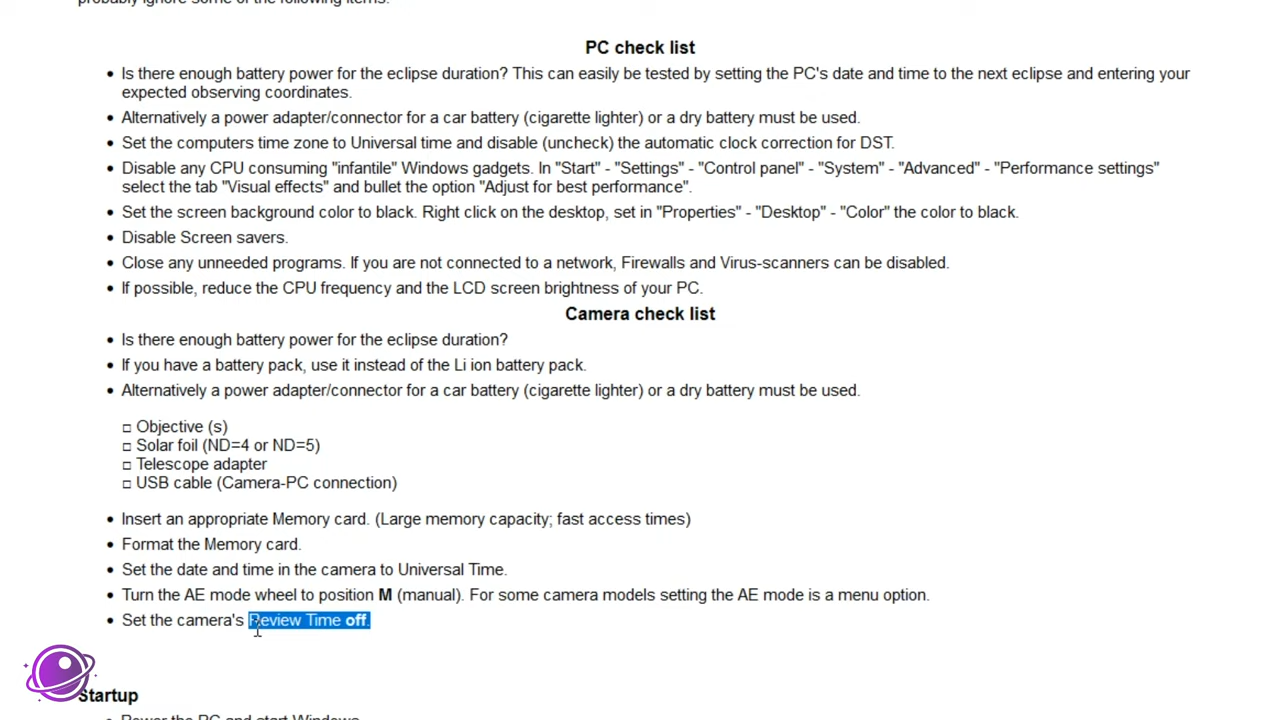 probably ignore some of the following items.
PC check list
• Is there enough battery power for the eclipse duration? This can easily be tested by setting the PC's date and time to the next eclipse and entering your
expected observing coordinates.
• Alternatively a power adapter/connector for a car battery (cigarette lighter) or a dry battery must be used.
• Set the computers time zone to Universal time and disable (uncheck) the automatic clock correction for DST.
• Disable any CPU consuming "infantile" Windows gadgets. In "Start" - "Settings" - "Control panel" - "System" - "Advanced" - "Performance settings"
select the tab "Visual effects" and bullet the option "Adjust for best performance".
• Set the screen background color to black. Right click on the desktop, set in "Properties" - "Desktop" - "Color" the color to black.
• Disable Screen savers.
• Close any unneeded programs. If you are not connected to a network, Firewalls and Virus-scanners can be disabled.
• If possible, reduce the CPU frequency and the LCD screen brightness of your PC.
Camera check list
• Is there enough battery power for the eclipse duration?
• If you have a battery pack, use it instead of the Li ion battery pack.
• Alternatively a power adapter/connector for a car battery (cigarette lighter) or a dry battery must be used.
□ Objective (s)
□ Solar foil (ND=4 or ND=5)
□ Telescope adapter
□ USB cable (Camera-PC connection)
• Insert an appropriate Memory card. (Large memory capacity; fast access times)
• Format the Memory card.
• Set the date and time in the camera to Universal Time.
• Turn the AE mode wheel to position M (manual). For some camera models setting the AE mode is a menu option.
• Set the camera's Review Time off.
Startup
• Power the PC and start Windows.